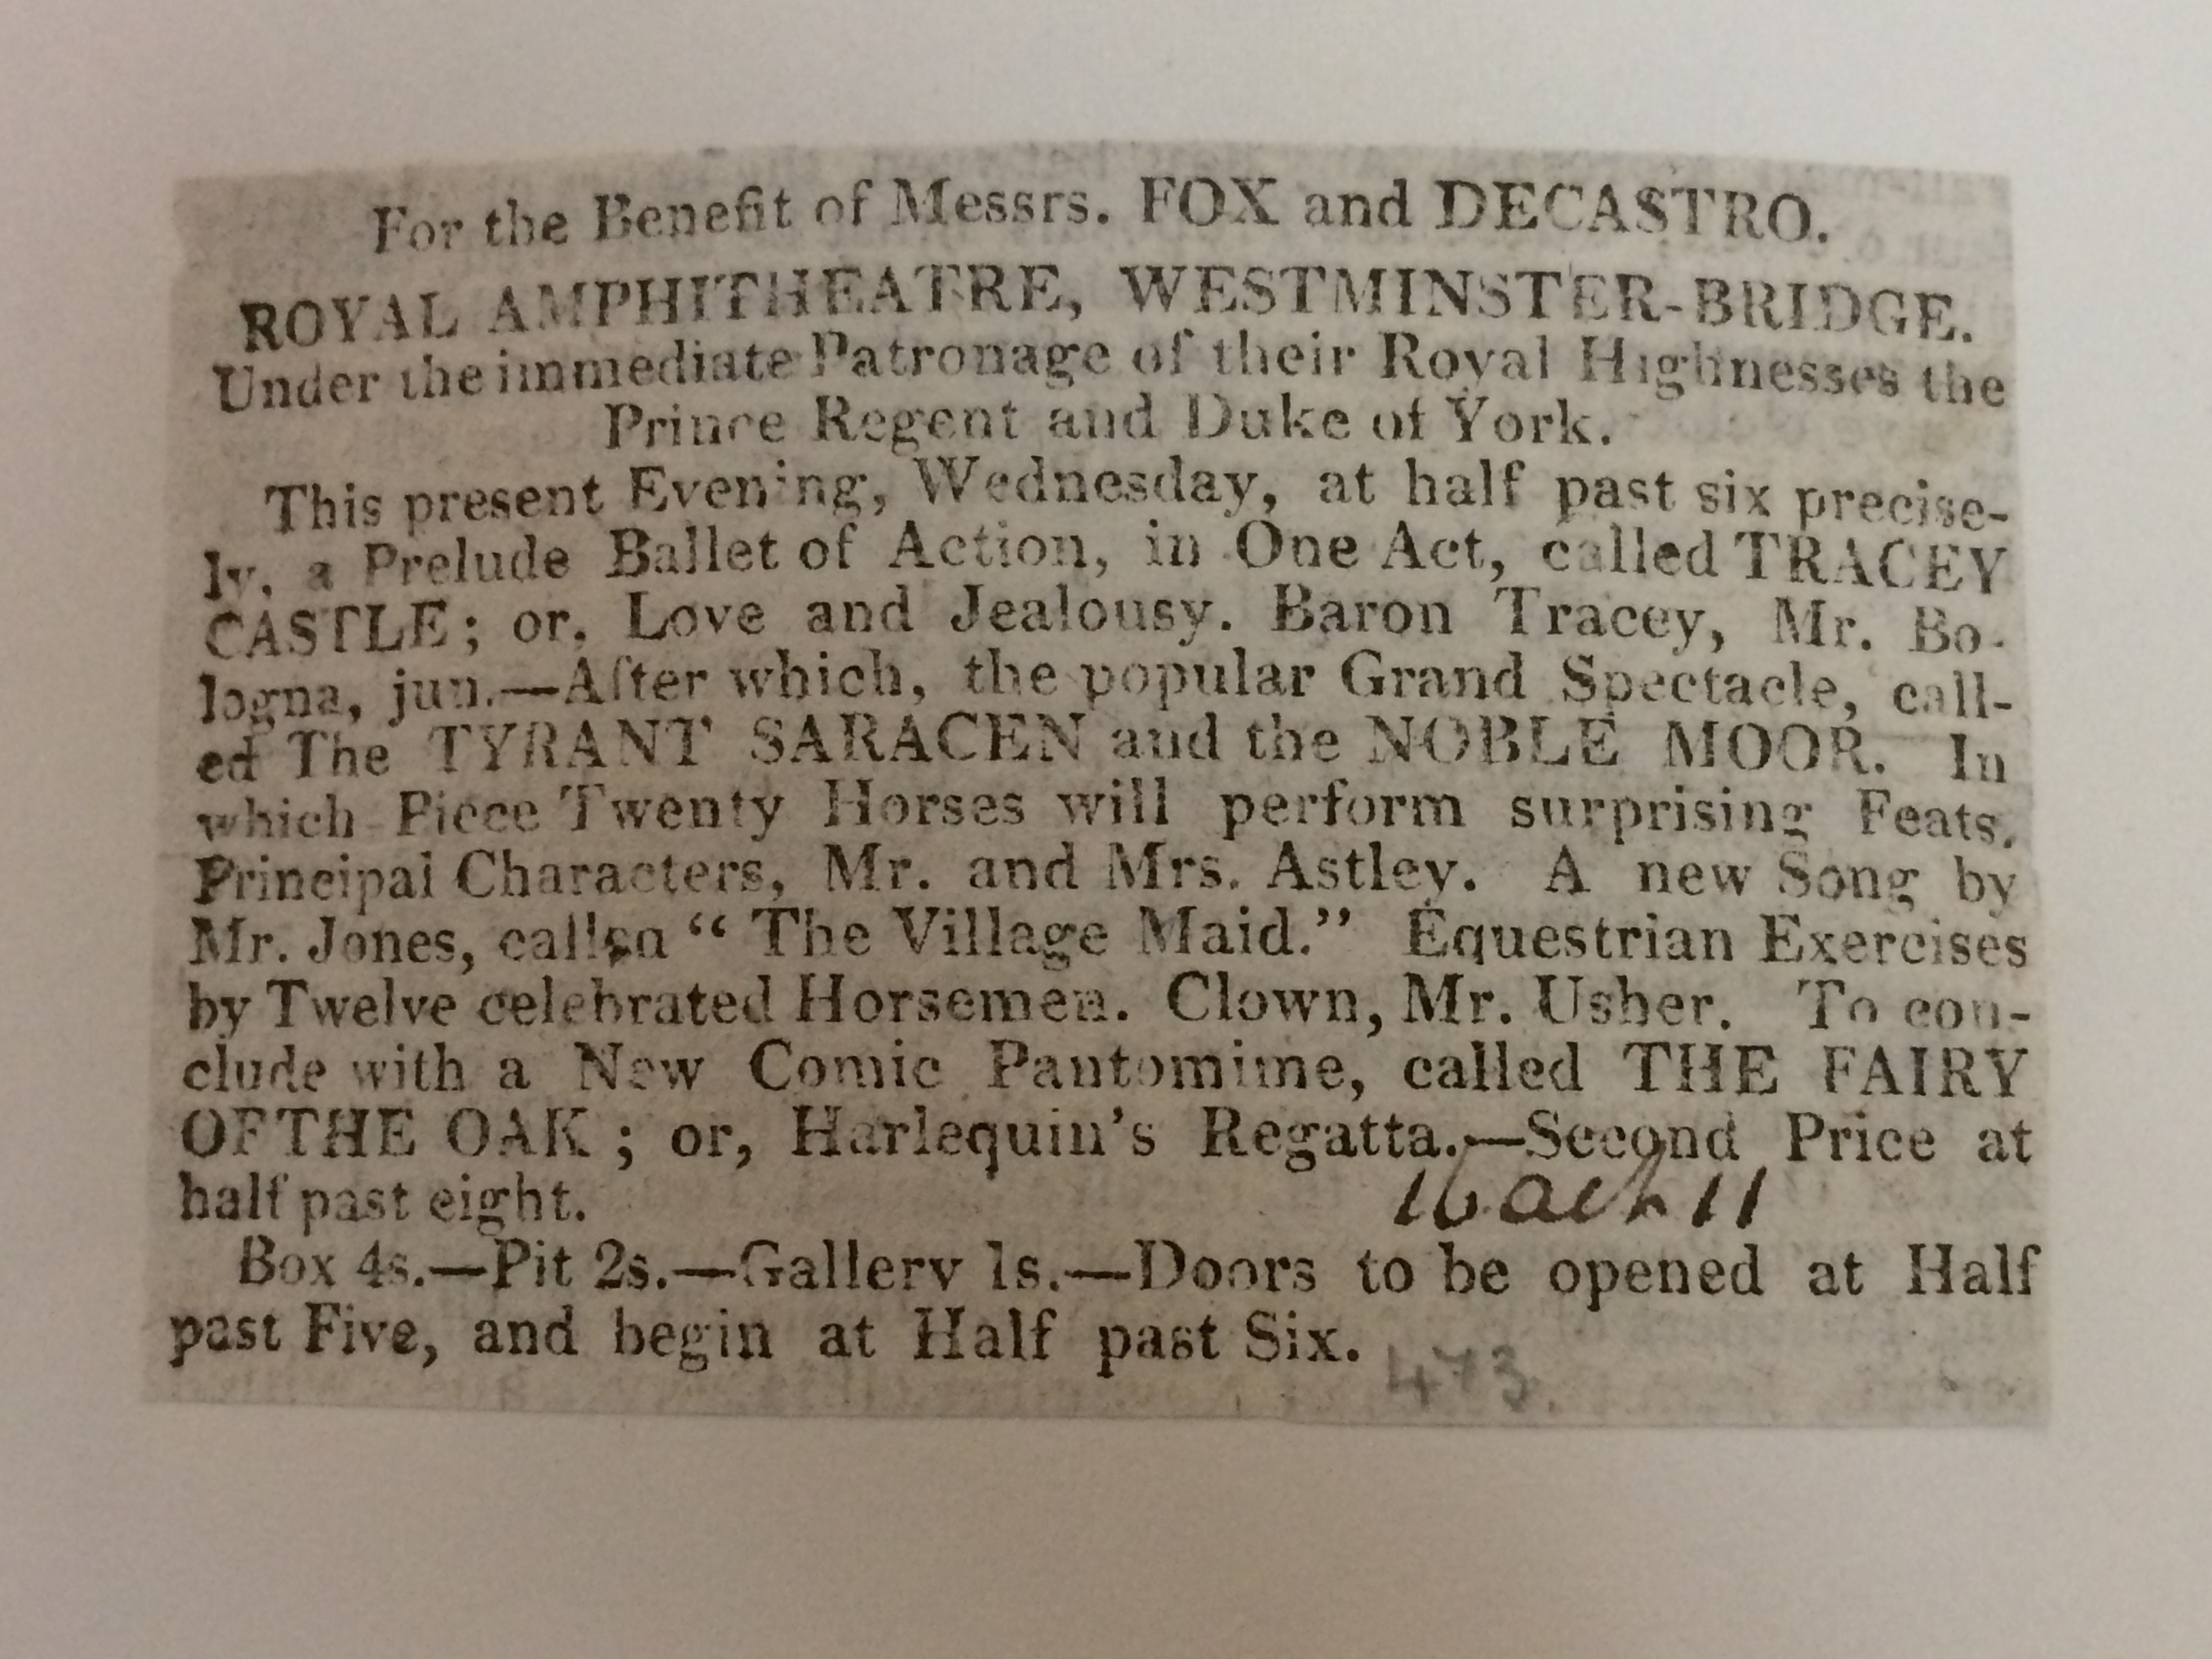 For the Benefit of Messrs. FOX and DECASTRO.
ROYAL AMPHITHEATRE, WESTMINSTER-BRIDGE.
Under the immediate Patronage of their Royal Highnesses the
Prince Regent and Duke of York.
This present Evening, Wednesday, at half past six precise-
ly, a Prelude Ballet of Action, in One Act, called TRACEY
CASTLE; or, Love and Jealousy. Baron Tracey, Mr. Bo-
logna, jun.—After which, the popular Grand Spectacle, call-
ed The TYRANT SARACEN and the NOBLE MOOR. In
which Piece Twenty Horses will perform surprising Feats.
Principal Characters, Mr. and Mrs. Astley. A new Song by
Mr. Jones, called “The Village Maid.” Equestrian Exercises
by Twelve celebrated Horsemen. Clown, Mr. Usher. To con-
clude with a New Comic Pantomime, called THE FAIRY
OF THE OAK; or, Harlequin's Regatta.—Second Price at
half past eight.
11
Box 4s.—Pit 2s.—Gallery 1s.—Doors to be opened at Half
past Five, and begin at Half past Six.
473.